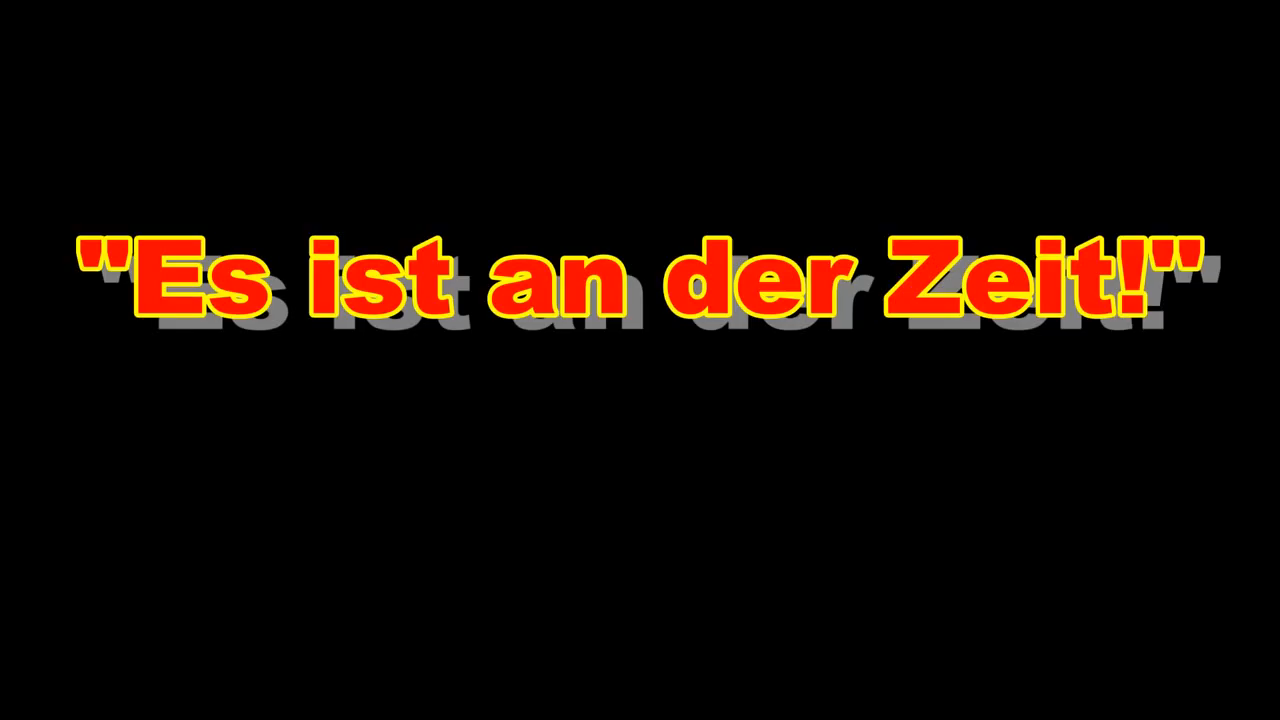 "Es ist an der Zeit!"